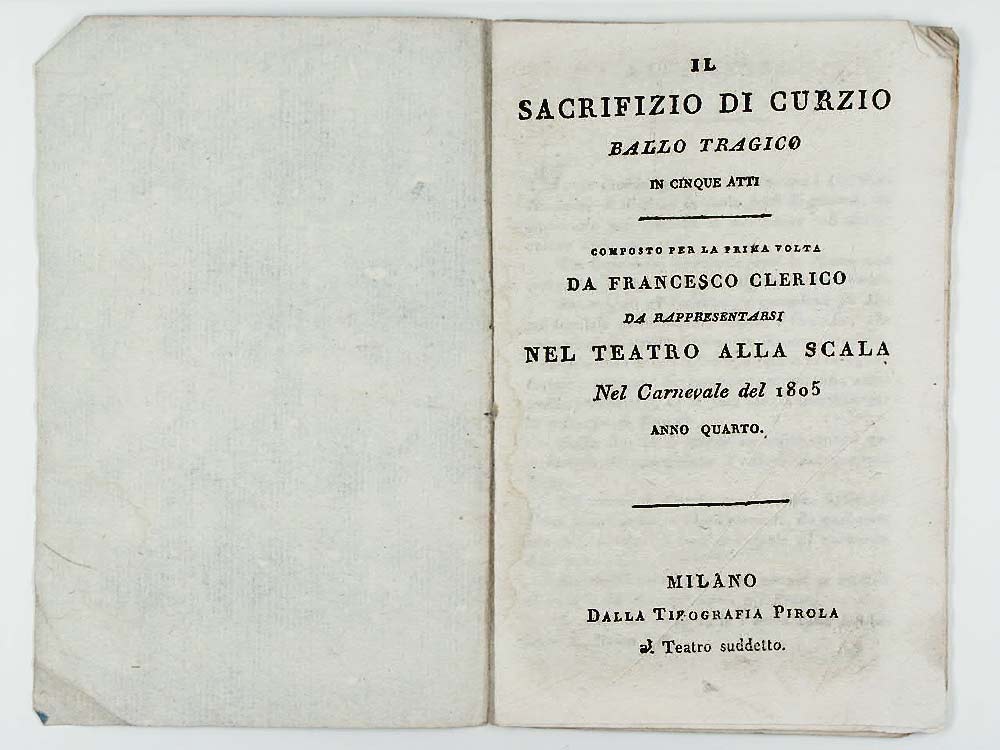 IL
SACRIFIZIO DI CURZIO
BALLO TRAGICO
IN CINQUE ATTI
COMPOSTO PER LA PRIMA VOLTA
DA FRANCESCO CLERICO
DA RAPPRESENTARSI
NEL TEATRO ALLA SCALA
Nel Carnevale del 1805
ANNO QUARTO.
MILANO
DALLA TIPOGRAFIA PIROLA
al Teatro suddetto.